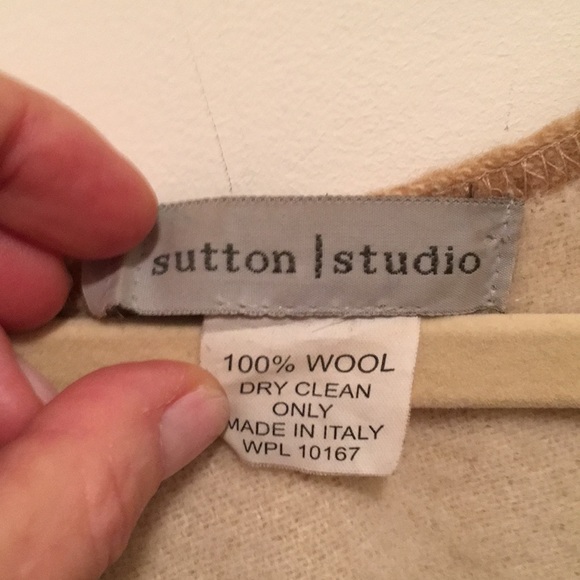 sutton | studio
100% WOOL
DRY CLEAN
ONLY
MADE IN ITALY
WPL 10167